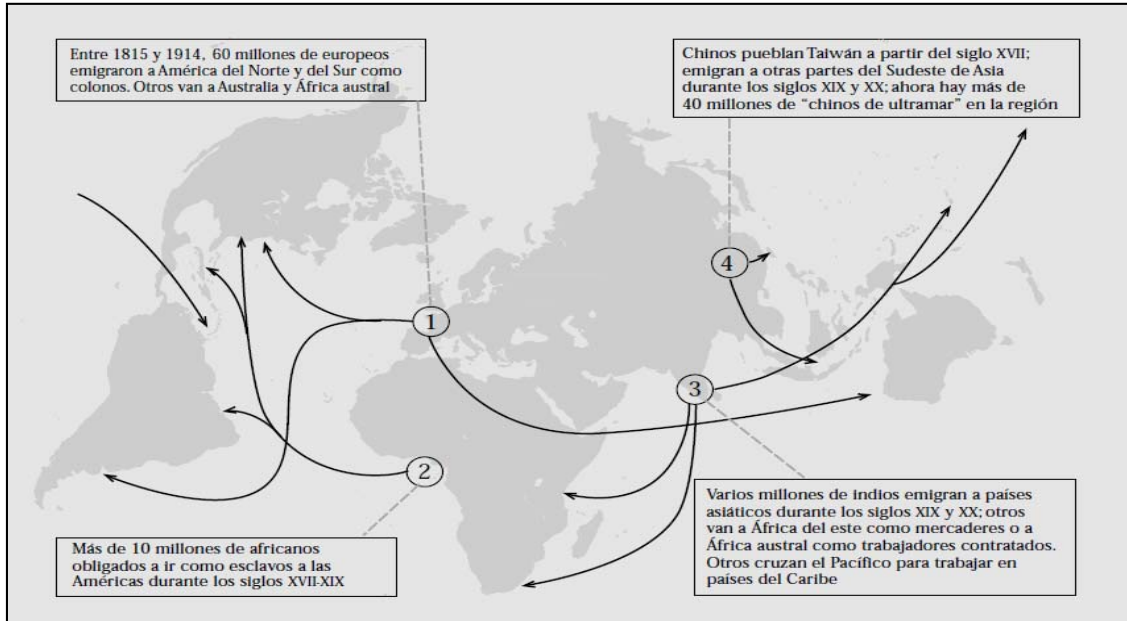 Entre 1815 y 1914, 60 millones de europeos
emigraron a América del Norte y del Sur como
colonos. Otros van a Australia y África austral
Chinos pueblan Taiwán a partir del siglo XVII;
emigran a otras partes del Sudeste de Asia
durante los siglos XIX y XX; ahora hay más de
40 millones de “chinos de ultramar” en la región
1
2
3
4
Más de 10 millones de africanos
obligados a ir como esclavos a las
Américas durante los siglos XVII-XIX
Varios millones de indios emigran a países
asiáticos durante los siglos XIX y XX; otros
van a África del este como mercaderes o a
África austral como trabajadores contratados.
Otros cruzan el Pacífico para trabajar en
países del Caribe